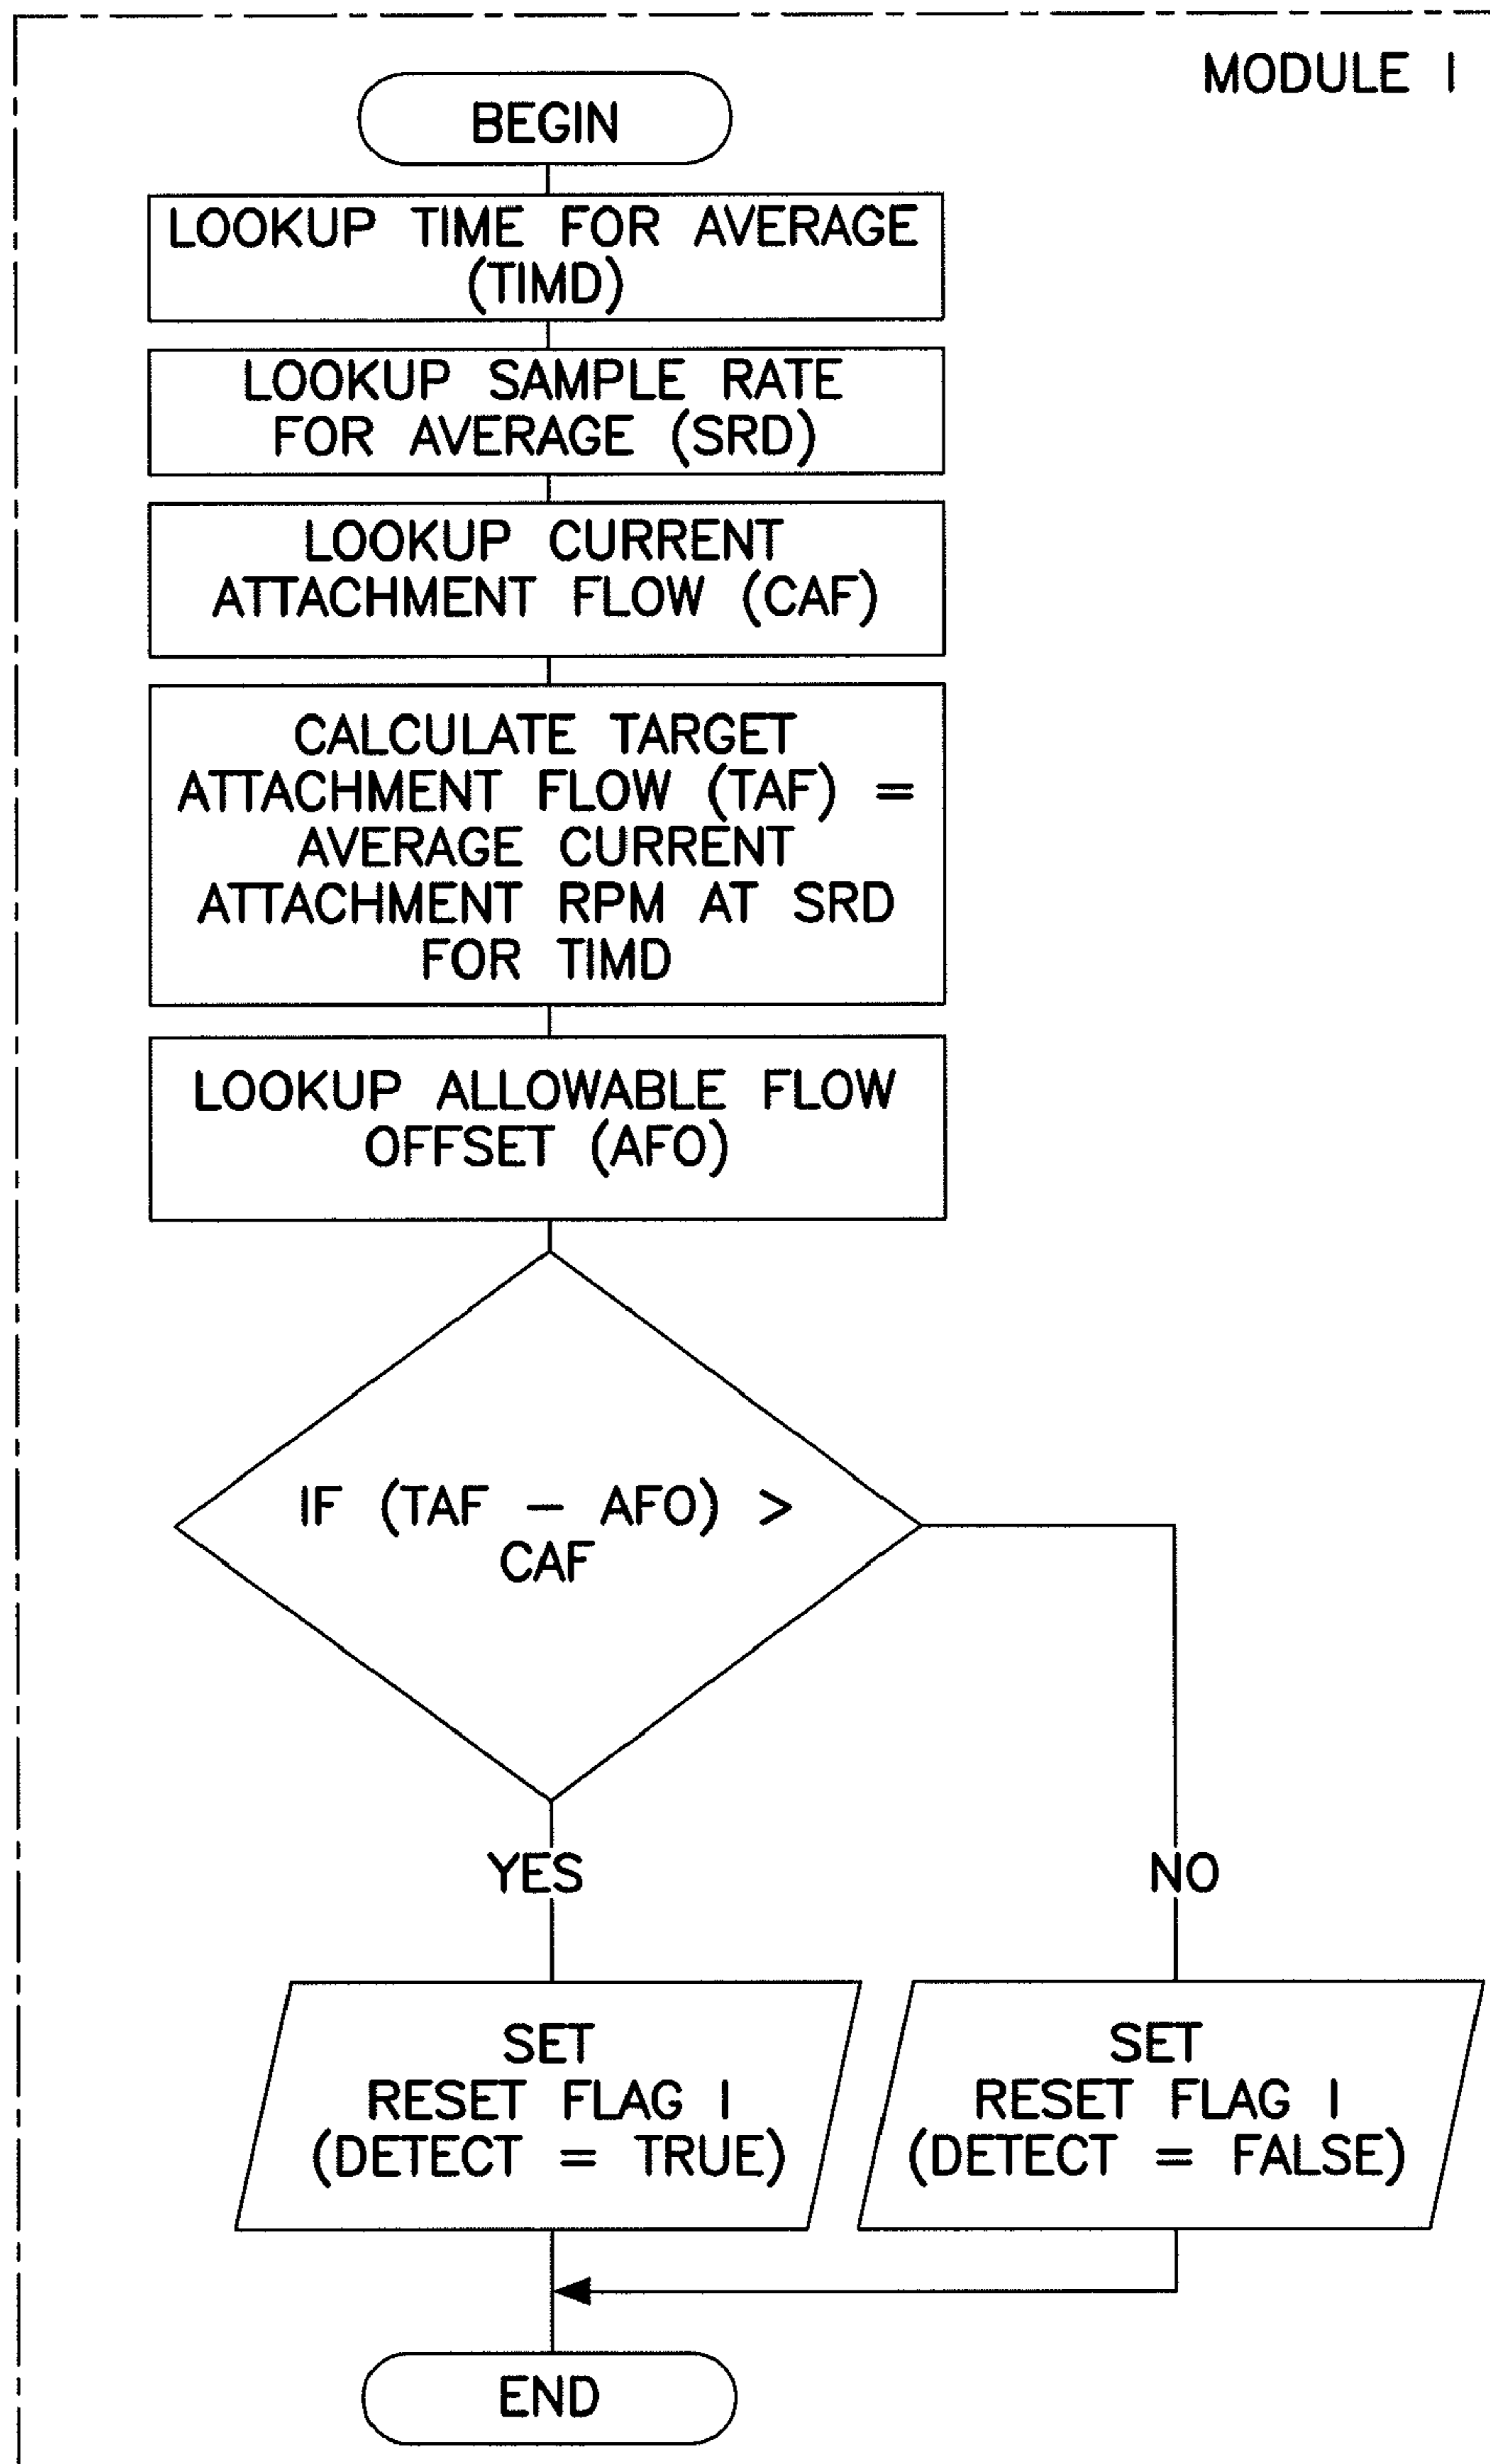 MODULE I
BEGIN
LOOKUP TIME FOR AVERAGE
(TIMD)
LOOKUP SAMPLE RATE
FOR AVERAGE (SRD)
LOOKUP CURRENT
ATTACHMENT FLOW (CAF)
CALCULATE TARGET
ATTACHMENT FLOW (TAF) =
AVERAGE CURRENT
ATTACHMENT RPM AT SRD
FOR TIMD
LOOKUP ALLOWABLE FLOW
OFFSET (AFO)
IF (TAF – AFO) >
CAF
YES
NO
SET
RESET FLAG I
(DETECT = TRUE)
SET
RESET FLAG I
(DETECT = FALSE)
END